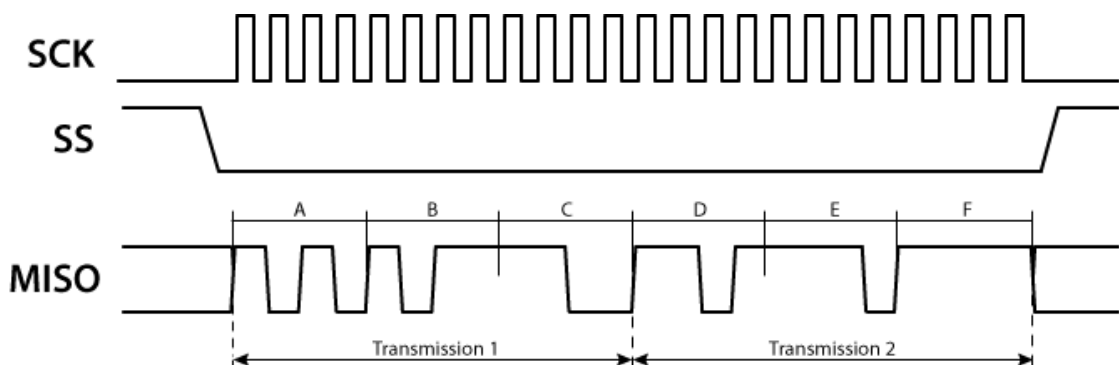 SCK
SS
A B C D E F
MISO
Transmission 1 Transmission 2